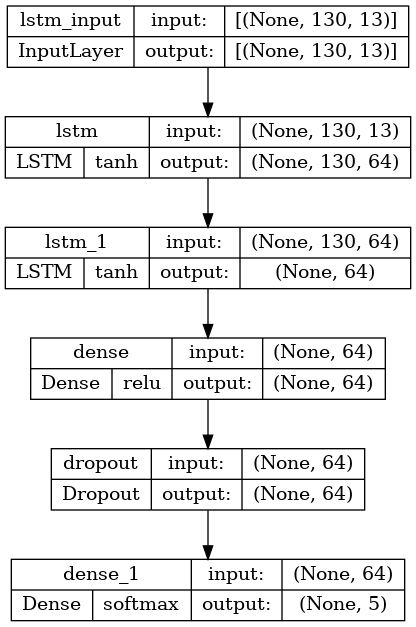 lstm_input input: [(None, 130, 13)]
InputLayer output: [(None, 130, 13)]
lstm input: (None, 130, 13)
LSTM tanh output: (None, 130, 64)
lstm_1 input: (None, 130, 64)
LSTM tanh output: (None, 64)
dense input: (None, 64)
Dense relu output: (None, 64)
dropout input: (None, 64)
Dropout output: (None, 64)
dense_1 input: (None, 64)
Dense softmax output: (None, 5)